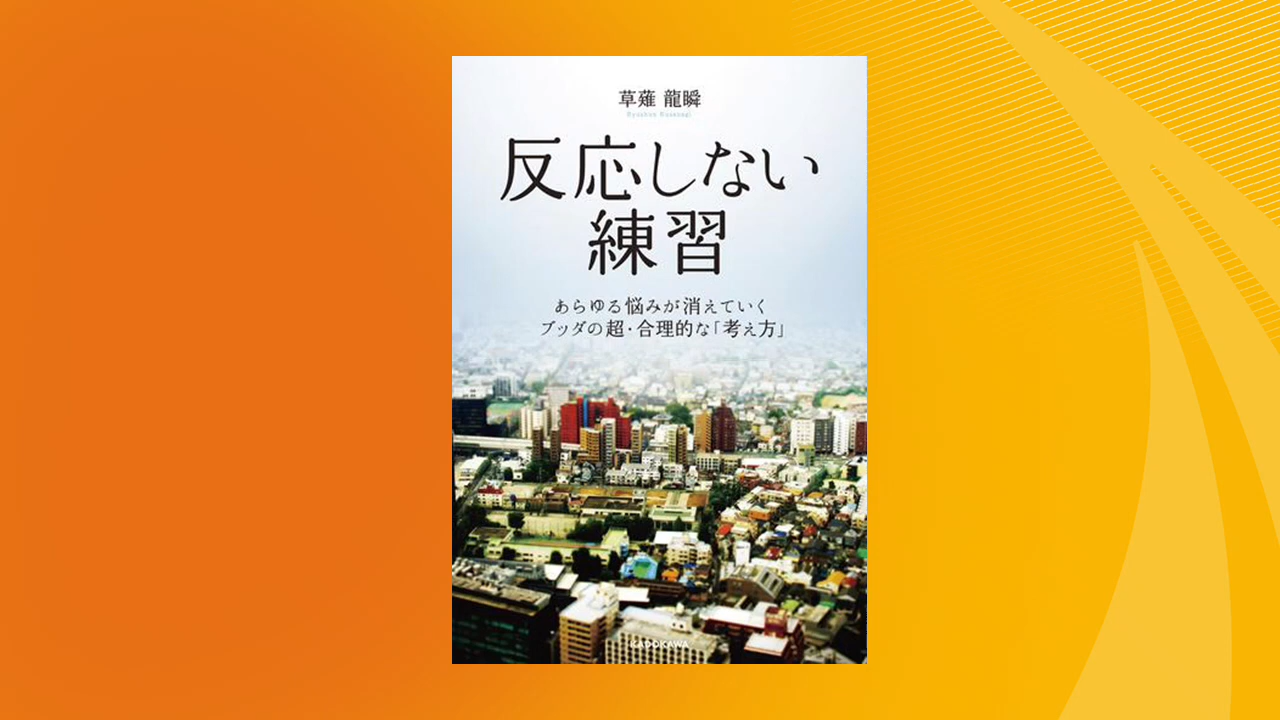 草薙 龍瞬
Ryushun Kusanagi
反応しない
練習
あらゆる悩みが消えていく
ブッダの超・合理的な「考え方」
KADOKAWA